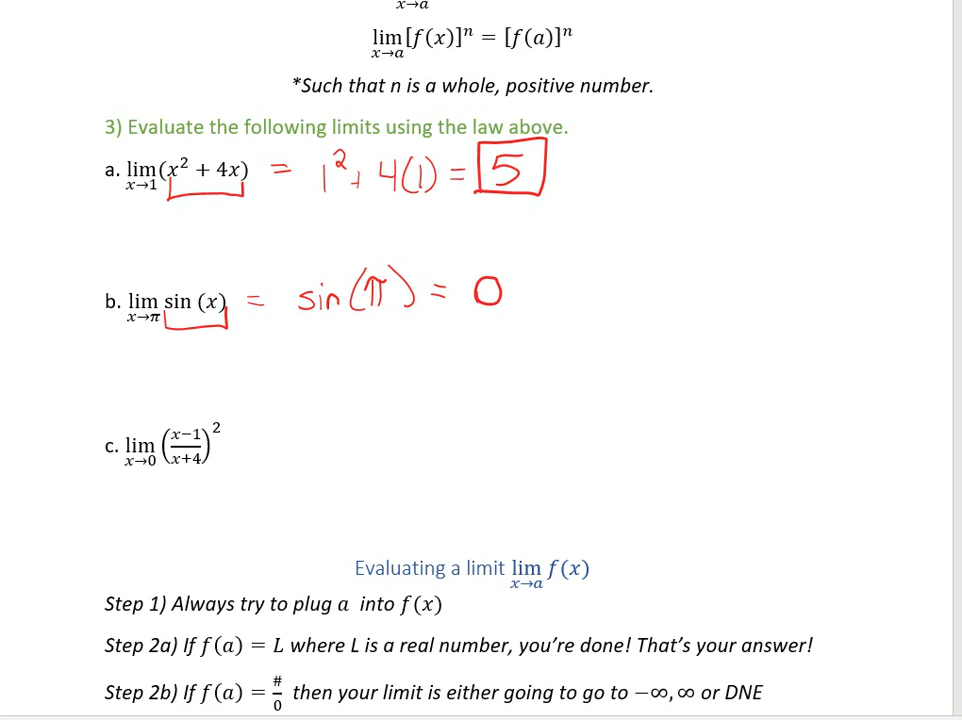 x→a
lim[f(x)]ⁿ = [f(a)]ⁿ
x→a
*Such that n is a whole, positive number.
3) Evaluate the following limits using the law above.
a. lim(x² + 4x) = 1² + 4(1) = 5
x→1
b. lim sin (x) = sin(π) = 0
x→π
c. lim ((x−1)/(x+4))²
x→0
Evaluating a limit lim f(x)
x→a
Step 1) Always try to plug a into f(x)
Step 2a) If f(a) = L where L is a real number, you're done! That's your answer!
Step 2b) If f(a) = #/0 then your limit is either going to go to −∞, ∞ or DNE